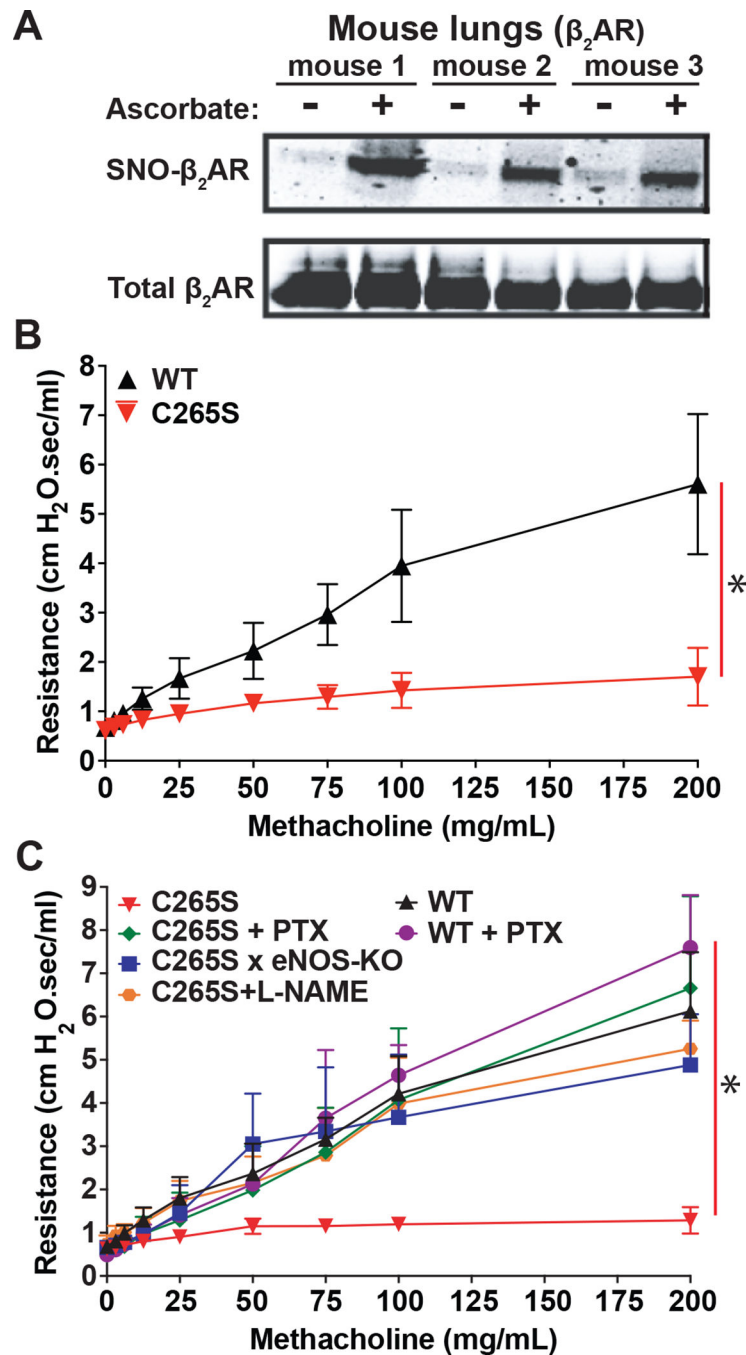 A
Mouse lungs (β₂AR)
mouse 1 mouse 2 mouse 3
Ascorbate: - + - + - +
SNO-β₂AR
Total β₂AR
B
8
7
6
5
4
3
2
1
0
Resistance (cm H₂O.sec/ml)
WT
C265S
*
0 25 50 75 100 125 150 175 200
Methacholine (mg/mL)
C
9
8
7
6
5
4
3
2
1
0
Resistance (cm H₂O.sec/ml)
C265S WT
C265S + PTX WT + PTX
C265S x eNOS-KO
C265S+L-NAME
*
0 25 50 75 100 125 150 175 200
Methacholine (mg/mL)